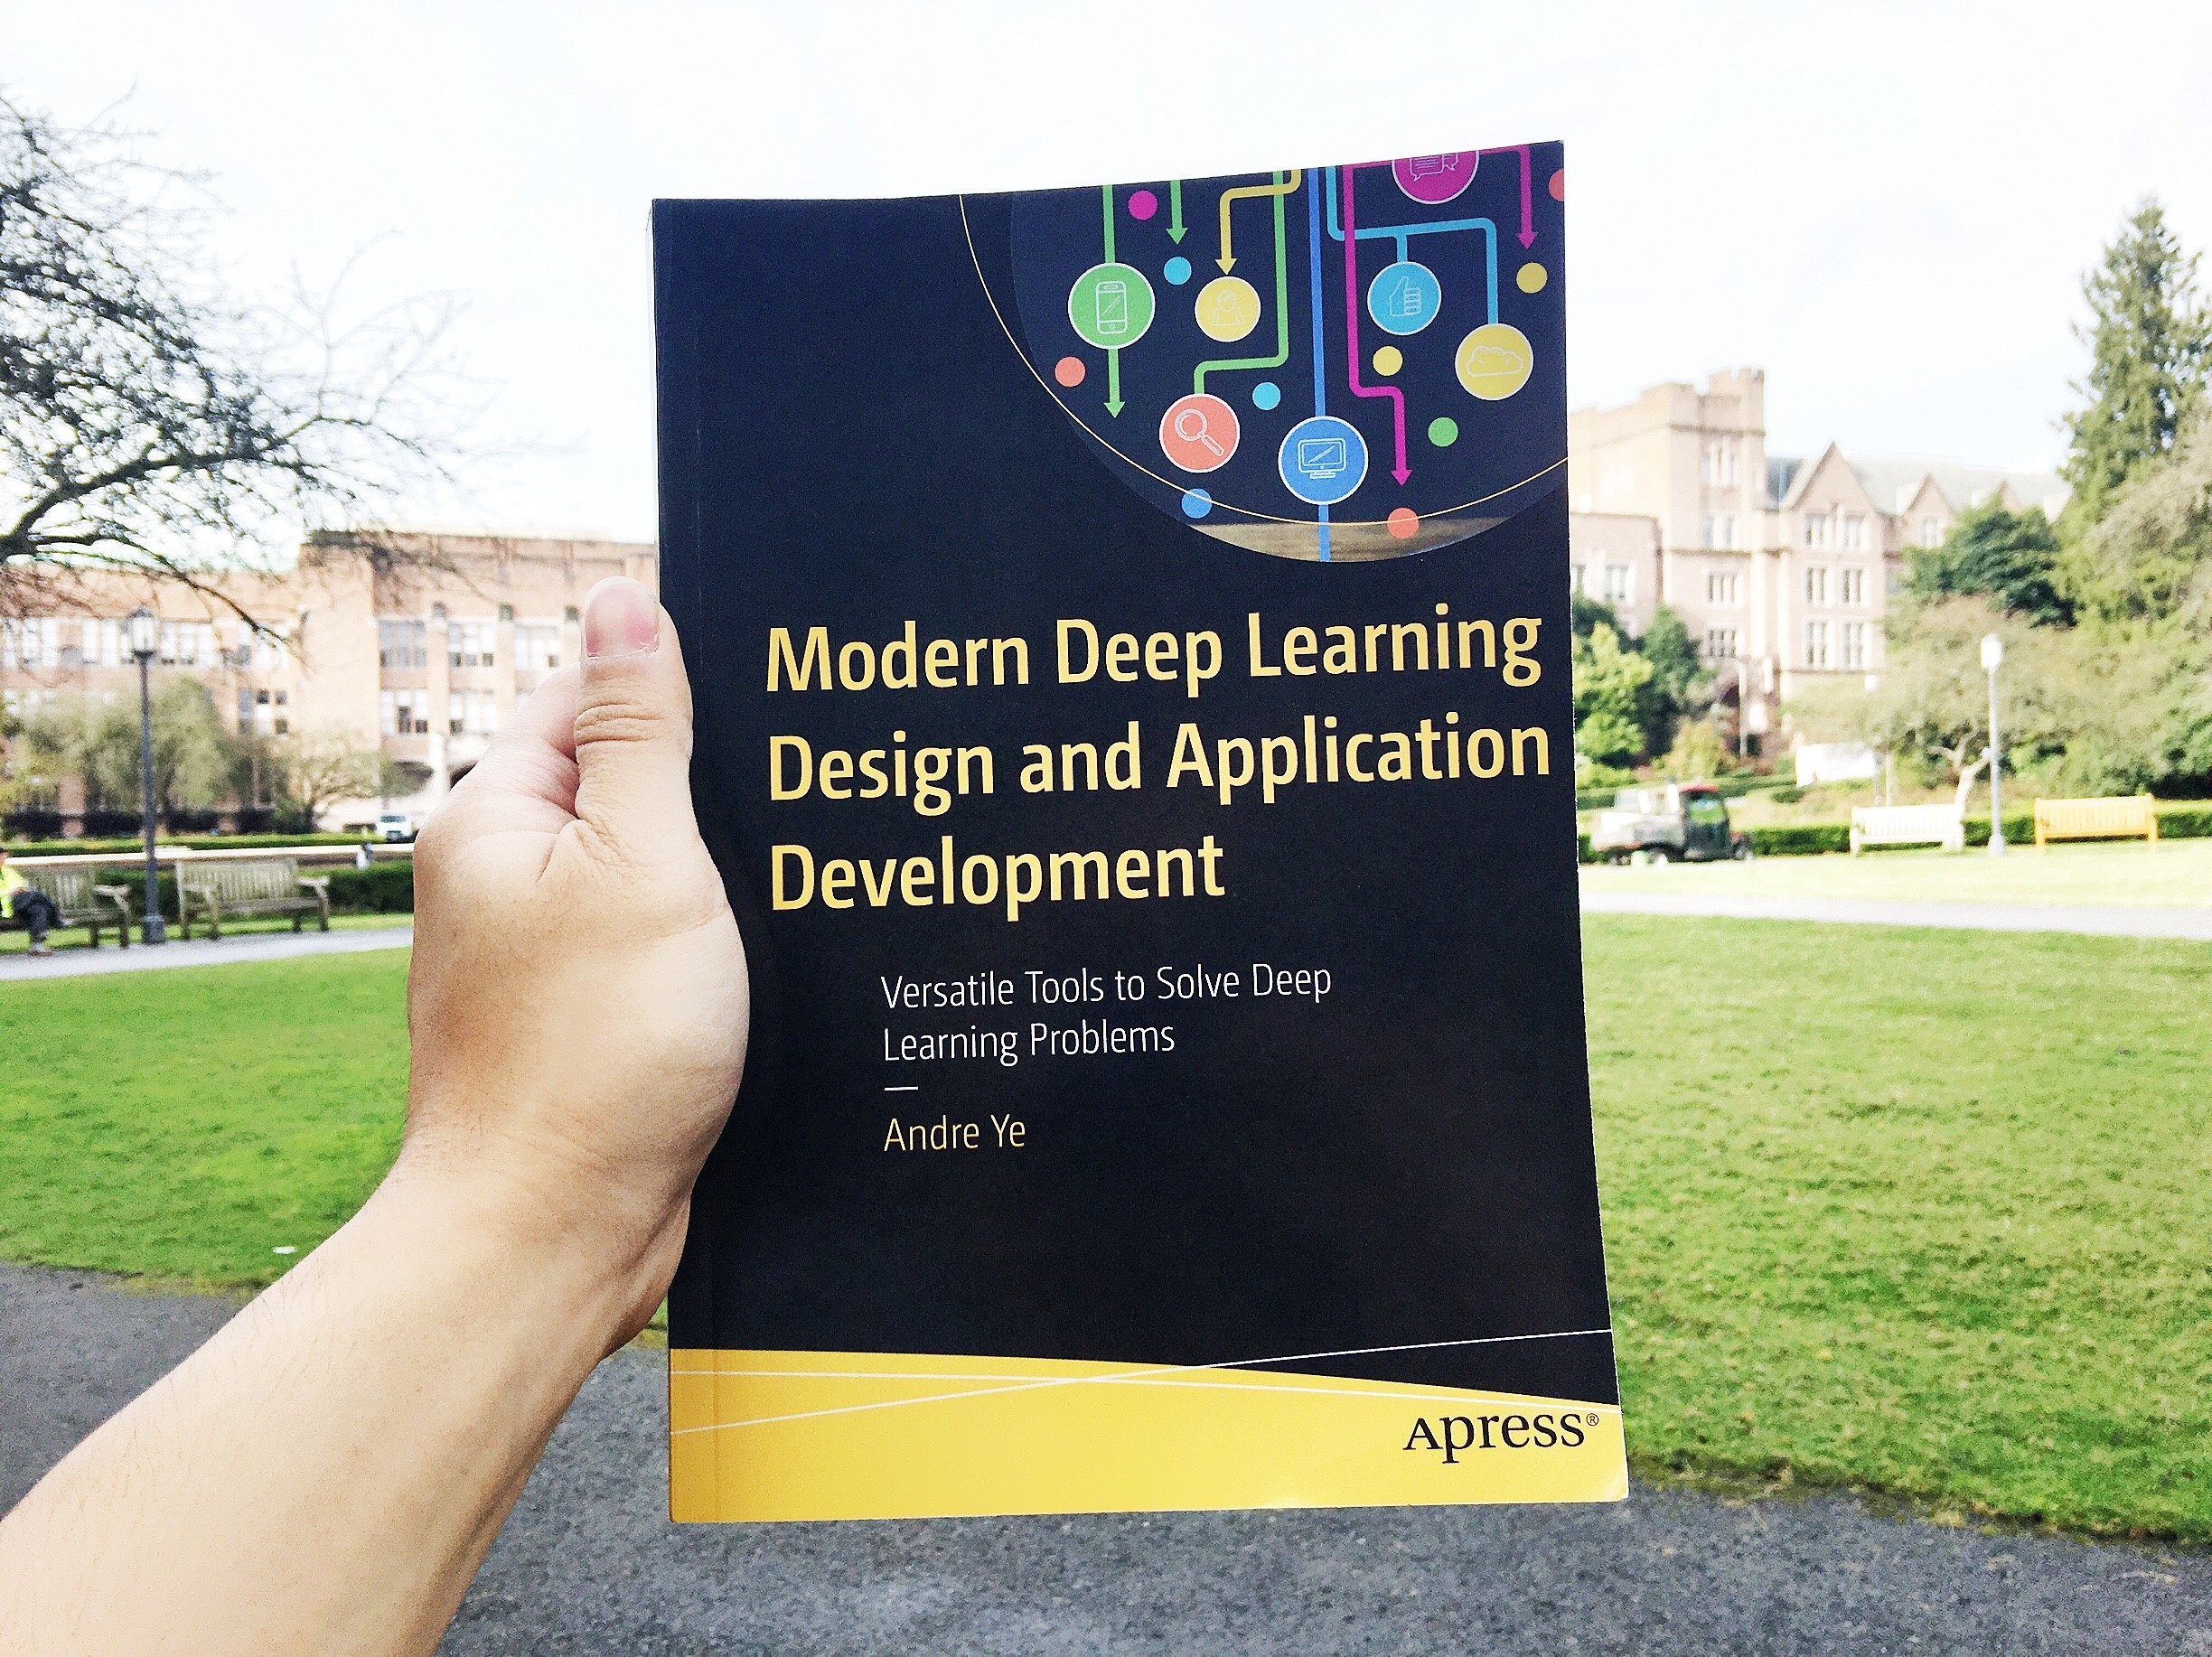 Modern Deep Learning
Design and Application
Development
Versatile Tools to Solve Deep
Learning Problems
Andre Ye
Apress®